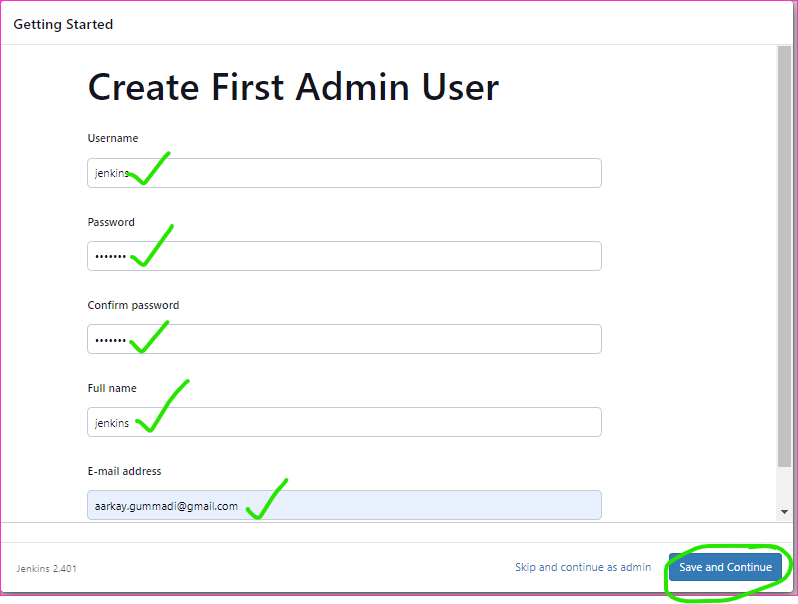 Getting Started
Create First Admin User
Username
jenkins
Password
•••••••
Confirm password
•••••••
Full name
jenkins
E-mail address
aarkay.gummadi@gmail.com
Jenkins 2.401
Skip and continue as admin
Save and Continue